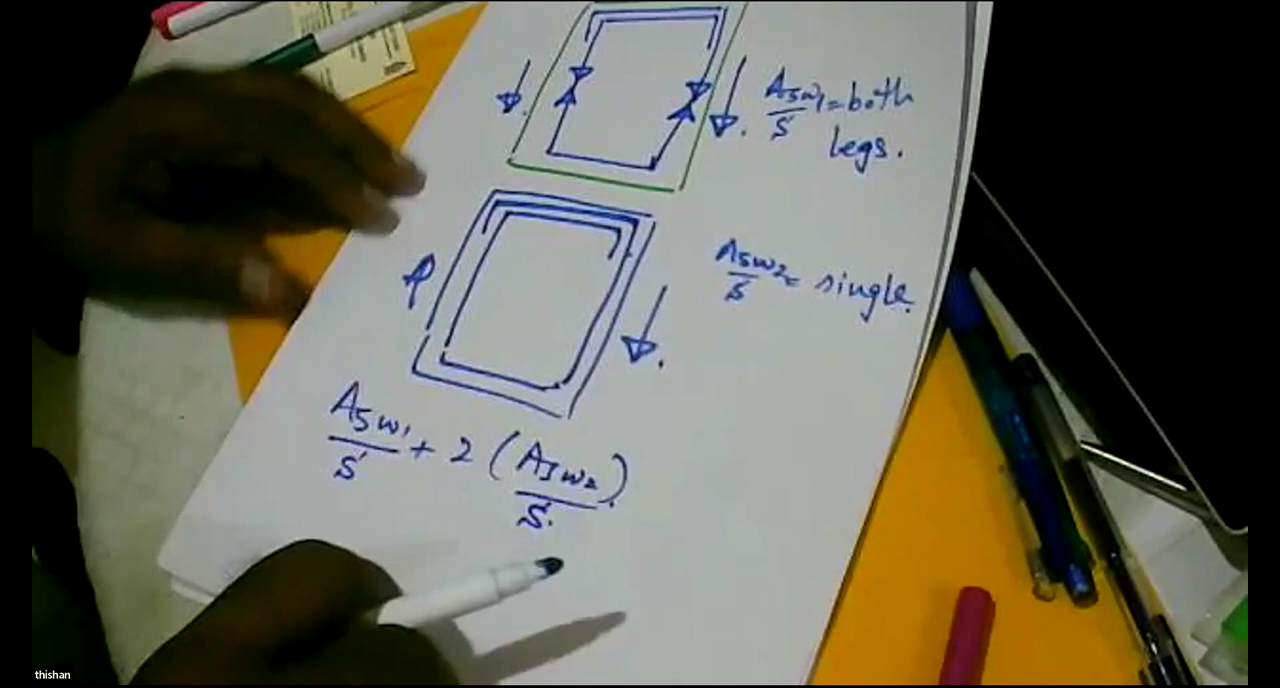 Asw1/s = both
legs.
Asw2/s = single.
Asw1/s + 2 (Asw2/s).
thishan